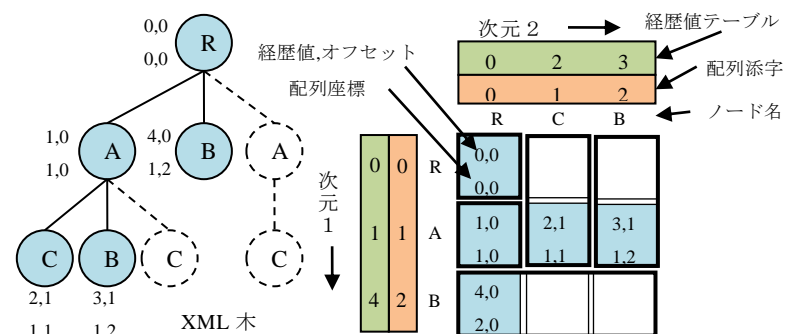 0,0
0,0
R
1,0
1,0
A
4,0
1,2
B
A
C
2,1
1,1
B
3,1
1,2
C
C
XML 木
経歴値,オフセット
配列座標
次元 2
経歴値テーブル
配列添字
ノード名
0 2 3
0 1 2
R C B
次元1
0 0 R
1 1 A
4 2 B
0,0
0,0
1,0 2,1 3,1
1,0 1,1 1,2
4,0
2,0